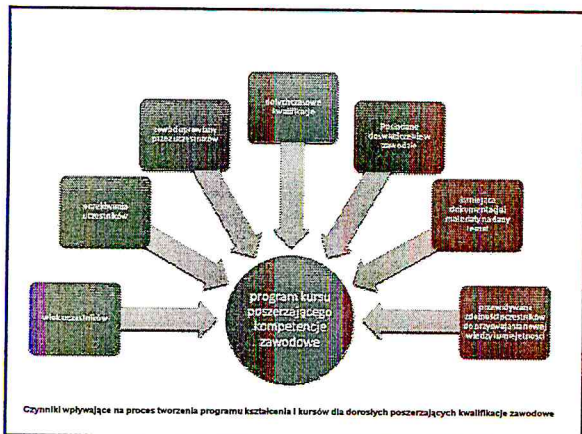 wiek uczestników
oczekiwania
uczestników
zawód uprawiany
przez uczestników
dotychczasowe
kwalifikacje
Posiadane
doświadczenie w
zawodzie
istniejąca
dokumentacja i
materiały na dany
temat
przewidywane
zdolności uczestników
do przyswajania nowej
wiedzy i umiejętności
program kursu
poszerzającego
kompetencje
zawodowe
Czynniki wpływające na proces tworzenia programu kształcenia i kursów dla dorosłych poszerzających kwalifikacje zawodowe